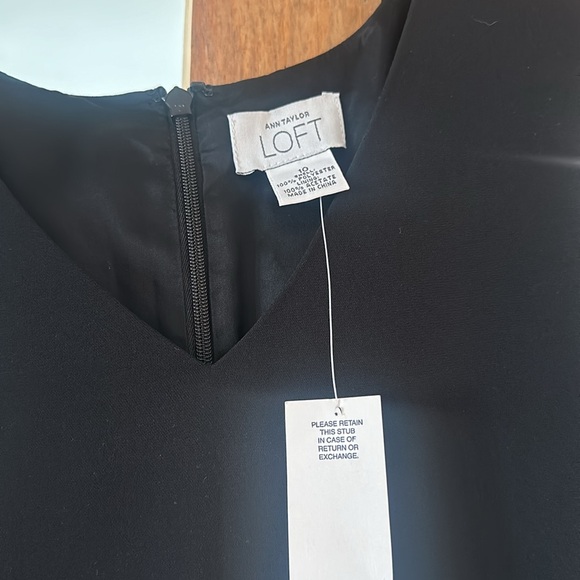 ANN TAYLOR
LOFT
10
100% POLYESTER
LINING
100% ACETATE
MADE IN CHINA
PLEASE RETAIN
THIS STUB
IN CASE OF
RETURN OR
EXCHANGE.